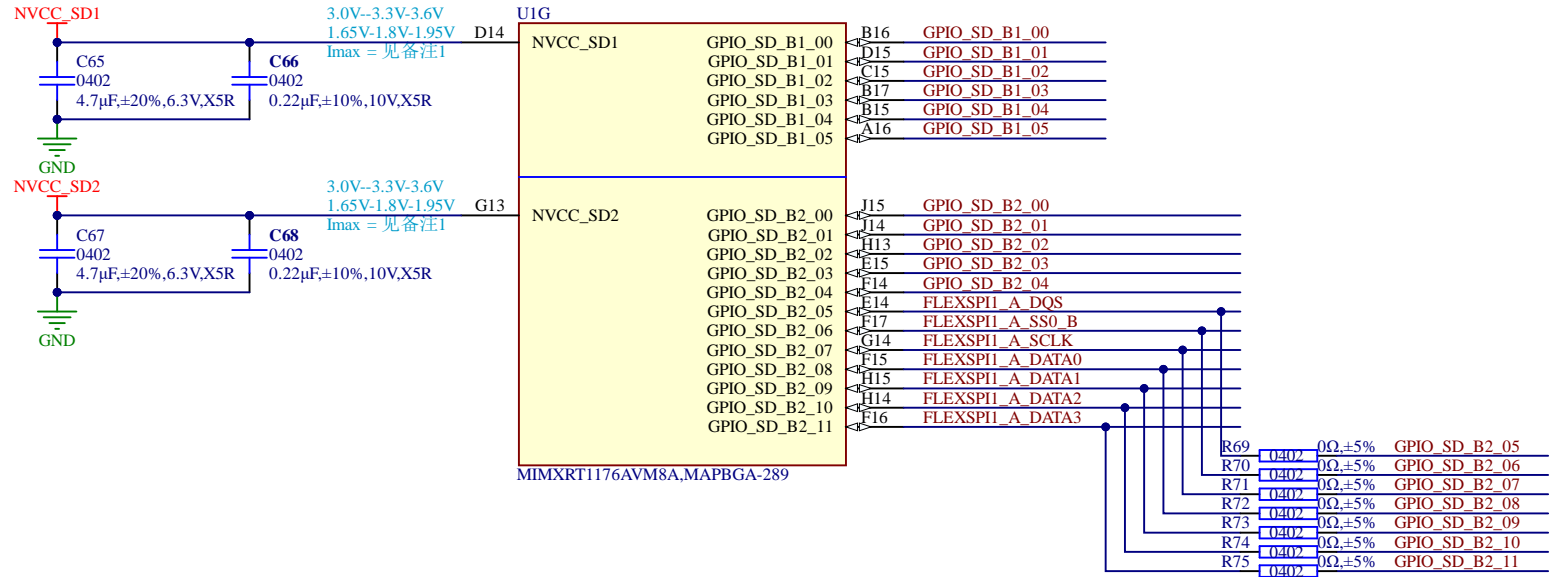 NVCC_SD1
3.0V--3.3V-3.6V
1.65V-1.8V-1.95V
Imax = 见备注1
D14
U1G
NVCC_SD1
C65
0402
4.7µF,±20%,6.3V,X5R
C66
0402
0.22µF,±10%,10V,X5R
GND
GPIO_SD_B1_00 B16 GPIO_SD_B1_00
GPIO_SD_B1_01 D15 GPIO_SD_B1_01
GPIO_SD_B1_02 C15 GPIO_SD_B1_02
GPIO_SD_B1_03 B17 GPIO_SD_B1_03
GPIO_SD_B1_04 B15 GPIO_SD_B1_04
GPIO_SD_B1_05 A16 GPIO_SD_B1_05
NVCC_SD2
3.0V--3.3V-3.6V
1.65V-1.8V-1.95V
Imax = 见备注1
G13
NVCC_SD2
C67
0402
4.7µF,±20%,6.3V,X5R
C68
0402
0.22µF,±10%,10V,X5R
GND
GPIO_SD_B2_00 J15 GPIO_SD_B2_00
GPIO_SD_B2_01 J14 GPIO_SD_B2_01
GPIO_SD_B2_02 H13 GPIO_SD_B2_02
GPIO_SD_B2_03 E15 GPIO_SD_B2_03
GPIO_SD_B2_04 F14 GPIO_SD_B2_04
GPIO_SD_B2_05 E14 FLEXSPI1_A_DQS
GPIO_SD_B2_06 F17 FLEXSPI1_A_SS0_B
GPIO_SD_B2_07 G14 FLEXSPI1_A_SCLK
GPIO_SD_B2_08 F15 FLEXSPI1_A_DATA0
GPIO_SD_B2_09 H15 FLEXSPI1_A_DATA1
GPIO_SD_B2_10 H14 FLEXSPI1_A_DATA2
GPIO_SD_B2_11 F16 FLEXSPI1_A_DATA3
MIMXRT1176AVM8A,MAPBGA-289
R69 0402 0Ω,±5% GPIO_SD_B2_05
R70 0402 0Ω,±5% GPIO_SD_B2_06
R71 0402 0Ω,±5% GPIO_SD_B2_07
R72 0402 0Ω,±5% GPIO_SD_B2_08
R73 0402 0Ω,±5% GPIO_SD_B2_09
R74 0402 0Ω,±5% GPIO_SD_B2_10
R75 0402 0Ω,±5% GPIO_SD_B2_11